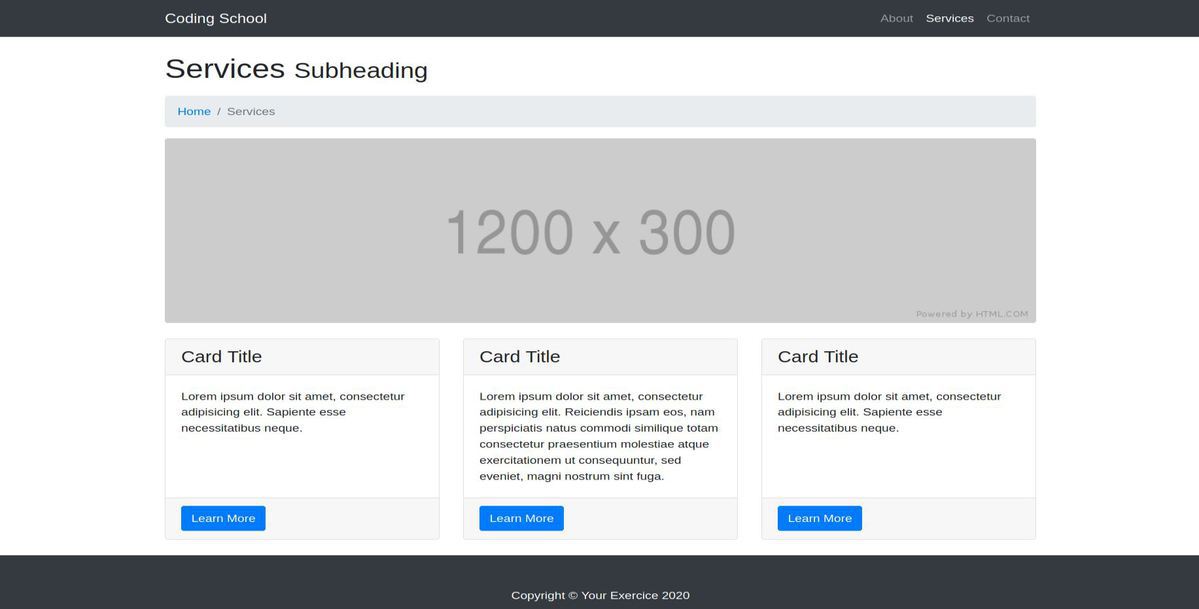 Coding School About Services Contact
Services Subheading
Home / Services
1200 x 300
Powered by HTML.COM
Card Title
Lorem ipsum dolor sit amet, consectetur
adipisicing elit. Sapiente esse
necessitatibus neque.
Learn More
Card Title
Lorem ipsum dolor sit amet, consectetur
adipisicing elit. Reiciendis ipsam eos, nam
perspiciatis natus commodi similique totam
consectetur praesentium molestiae atque
exercitationem ut consequuntur, sed
eveniet, magni nostrum sint fuga.
Learn More
Card Title
Lorem ipsum dolor sit amet, consectetur
adipisicing elit. Sapiente esse
necessitatibus neque.
Learn More
Copyright © Your Exercice 2020